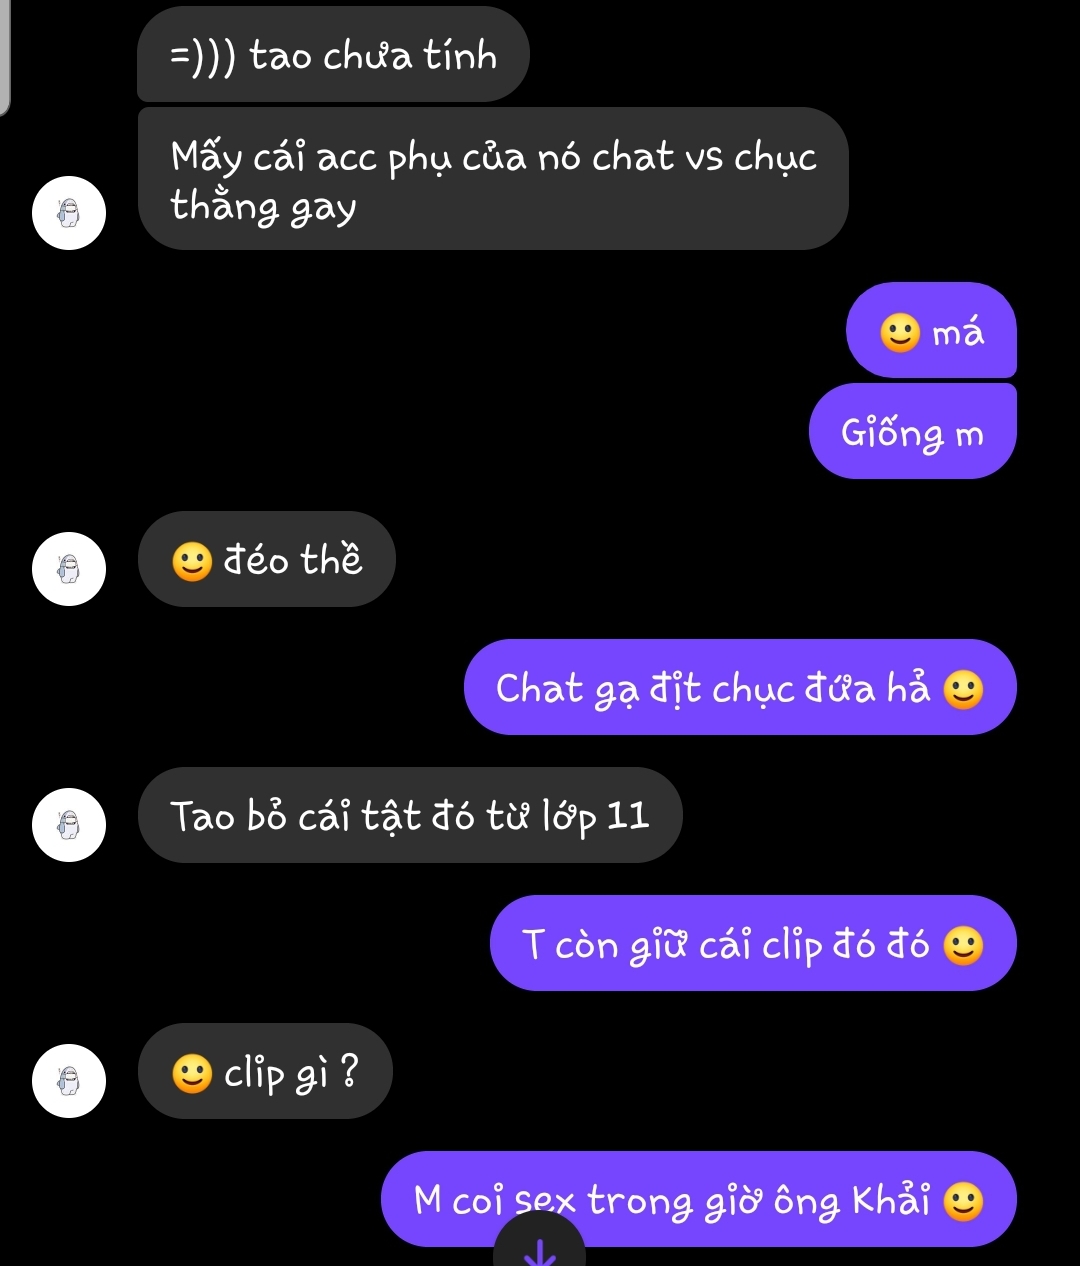 =))) tao chưa tính
Mấy cái acc phụ của nó chat vs chục
thằng gay
🙂 má
Giống m
🙂 đéo thề
Chat gạ địt chục đứa hả 🙂
Tao bỏ cái tật đó từ lớp 11
T còn giữ cái clip đó đó 🙂
🙂 clip gì ?
M coi sex trong giờ ông Khải 🙂